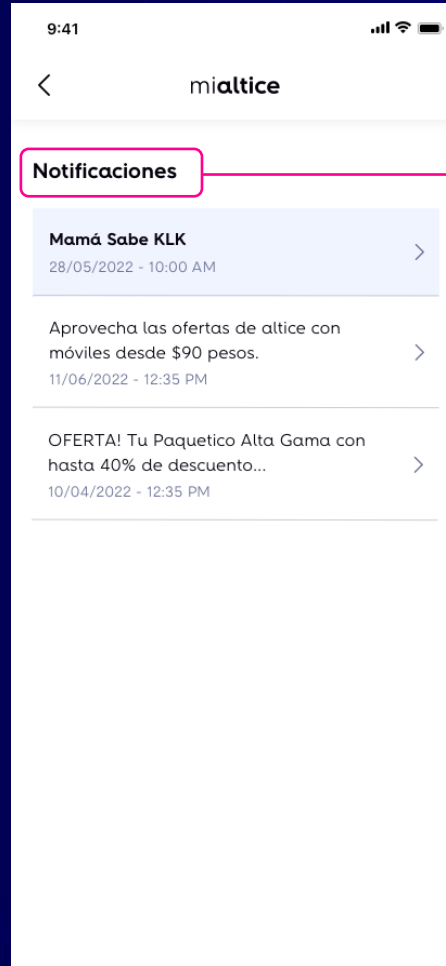 9:41
mialtice
Notificaciones
Mamá Sabe KLK
28/05/2022 - 10:00 AM
Aprovecha las ofertas de altice con
móviles desde $90 pesos.
11/06/2022 - 12:35 PM
OFERTA! Tu Paquetico Alta Gama con
hasta 40% de descuento...
10/04/2022 - 12:35 PM